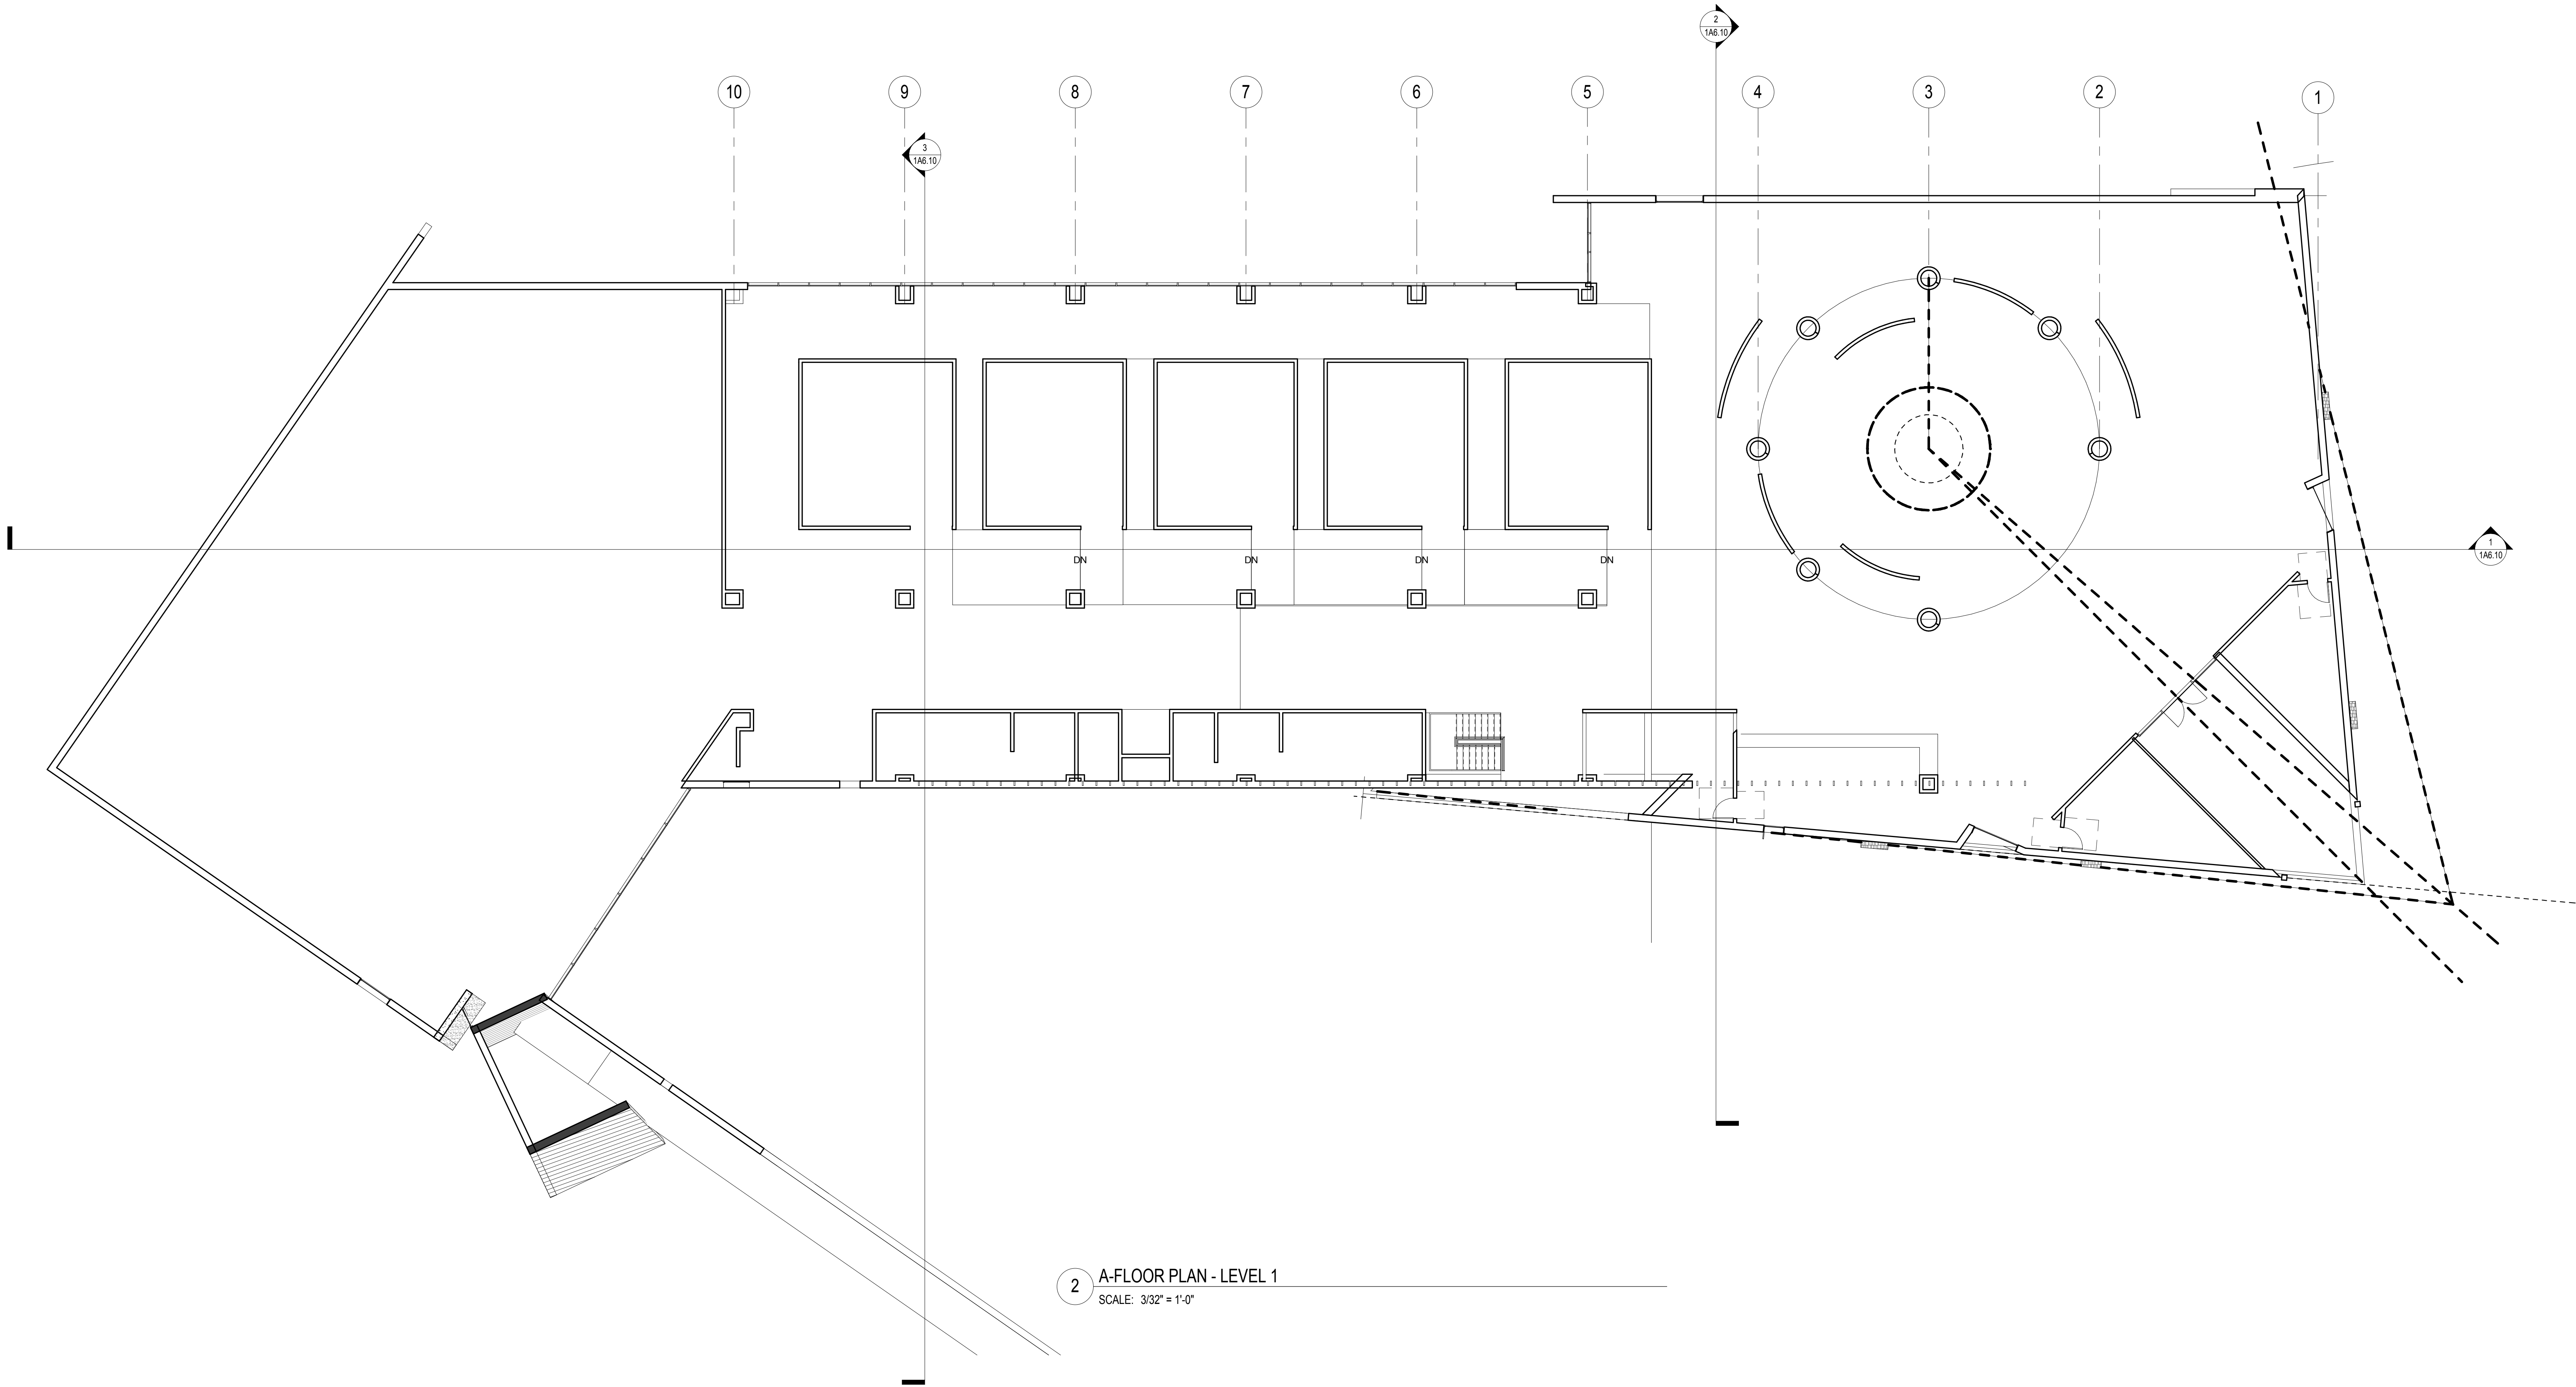 2
1A6.10
10
9
8
7
6
5
4
3
2
1
3
1A6.10
DN
DN
DN
DN
1
1A6.10
2
A-FLOOR PLAN - LEVEL 1
SCALE: 3/32" = 1'-0"